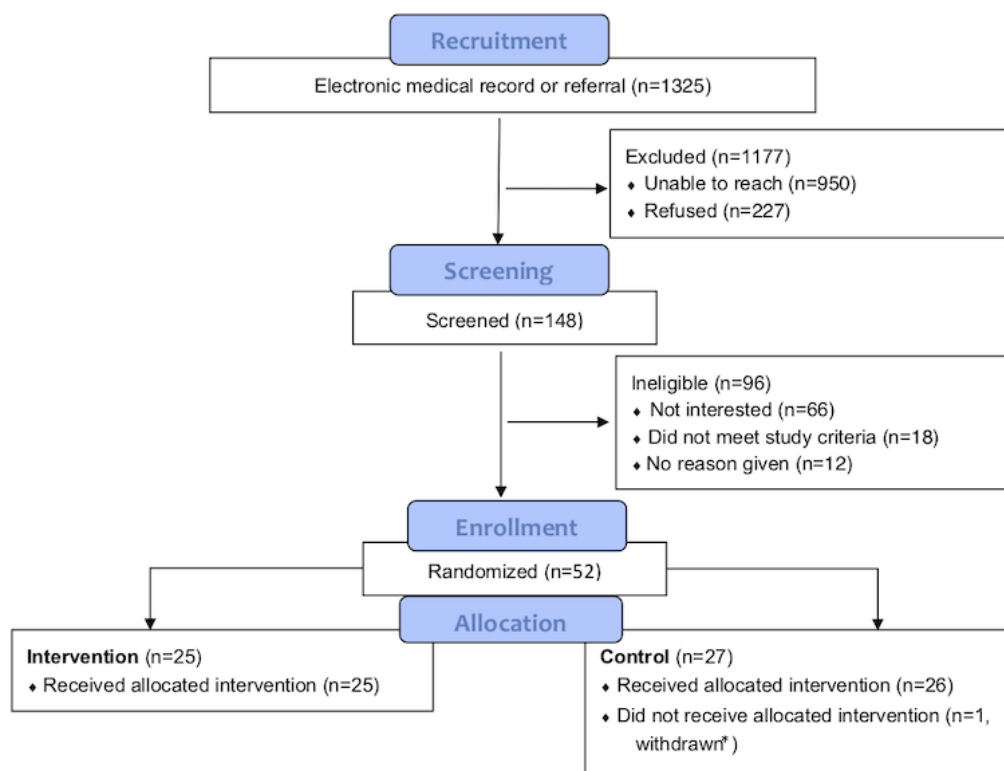 Recruitment
Electronic medical record or referral (n=1325)
Excluded (n=1177)
♦ Unable to reach (n=950)
♦ Refused (n=227)
Screening
Screened (n=148)
Ineligible (n=96)
♦ Not interested (n=66)
♦ Did not meet study criteria (n=18)
♦ No reason given (n=12)
Enrollment
Randomized (n=52)
Allocation
Intervention (n=25)
♦ Received allocated intervention (n=25)
Control (n=27)
♦ Received allocated intervention (n=26)
♦ Did not receive allocated intervention (n=1,
withdrawn*)